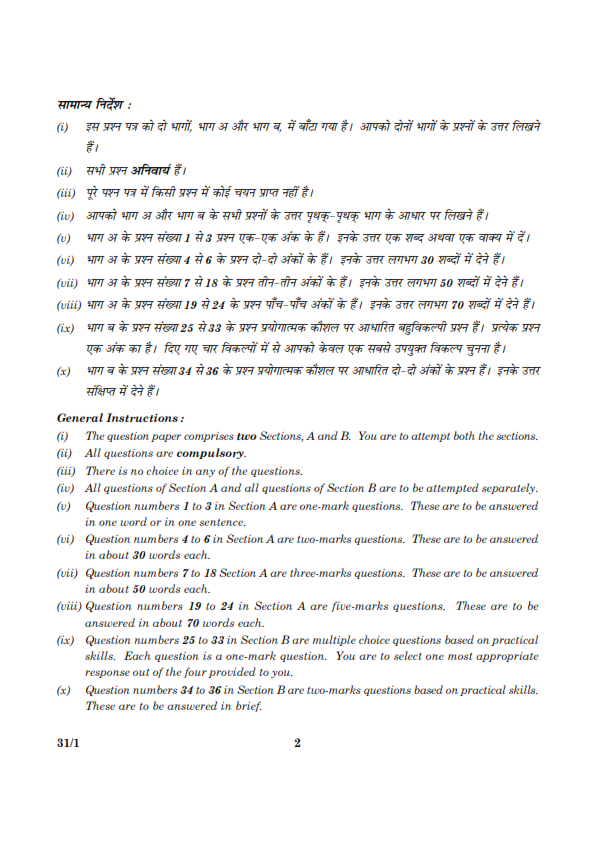 सामान्य निर्देश :
(i) इस प्रश्न पत्र को दो भागों, भाग अ और भाग ब, में बाँटा गया है। आपको दोनों भागों के प्रश्नों के उत्तर लिखने
हैं।
(ii) सभी प्रश्न अनिवार्य हैं।
(iii) पूरे पश्न पत्र में किसी प्रश्न में कोई चयन प्राप्त नहीं है।
(iv) आपको भाग अ और भाग ब के सभी प्रश्नों के उत्तर पृथक्-पृथक् भाग के आधार पर लिखने हैं।
(v) भाग अ के प्रश्न संख्या 1 से 3 प्रश्न एक-एक अंक के हैं। इनके उत्तर एक शब्द अथवा एक वाक्य में दें।
(vi) भाग अ के प्रश्न संख्या 4 से 6 के प्रश्न दो-दो अंकों के हैं। इनके उत्तर लगभग 30 शब्दों में देने हैं।
(vii) भाग अ के प्रश्न संख्या 7 से 18 के प्रश्न तीन-तीन अंकों के हैं। इनके उत्तर लगभग 50 शब्दों में देने हैं।
(viii) भाग अ के प्रश्न संख्या 19 से 24 के प्रश्न पाँच-पाँच अंकों के हैं। इनके उत्तर लगभग 70 शब्दों में देने हैं।
(ix) भाग ब के प्रश्न संख्या 25 से 33 के प्रश्न प्रयोगात्मक कौशल पर आधारित बहुविकल्पी प्रश्न हैं। प्रत्येक प्रश्न
एक अंक का है। दिए गए चार विकल्पों में से आपको केवल एक सबसे उपयुक्त विकल्प चुनना है।
(x) भाग ब के प्रश्न संख्या 34 से 36 के प्रश्न प्रयोगात्मक कौशल पर आधारित दो-दो अंकों के प्रश्न हैं। इनके उत्तर
संक्षिप्त में देने हैं।
General Instructions :
(i) The question paper comprises two Sections, A and B. You are to attempt both the sections.
(ii) All questions are compulsory.
(iii) There is no choice in any of the questions.
(iv) All questions of Section A and all questions of Section B are to be attempted separately.
(v) Question numbers 1 to 3 in Section A are one-mark questions. These are to be answered
in one word or in one sentence.
(vi) Question numbers 4 to 6 in Section A are two-marks questions. These are to be answered
in about 30 words each.
(vii) Question numbers 7 to 18 Section A are three-marks questions. These are to be answered
in about 50 words each.
(viii) Question numbers 19 to 24 in Section A are five-marks questions. These are to be
answered in about 70 words each.
(ix) Question numbers 25 to 33 in Section B are multiple choice questions based on practical
skills. Each question is a one-mark question. You are to select one most appropriate
response out of the four provided to you.
(x) Question numbers 34 to 36 in Section B are two-marks questions based on practical skills.
These are to be answered in brief.
31/1 2